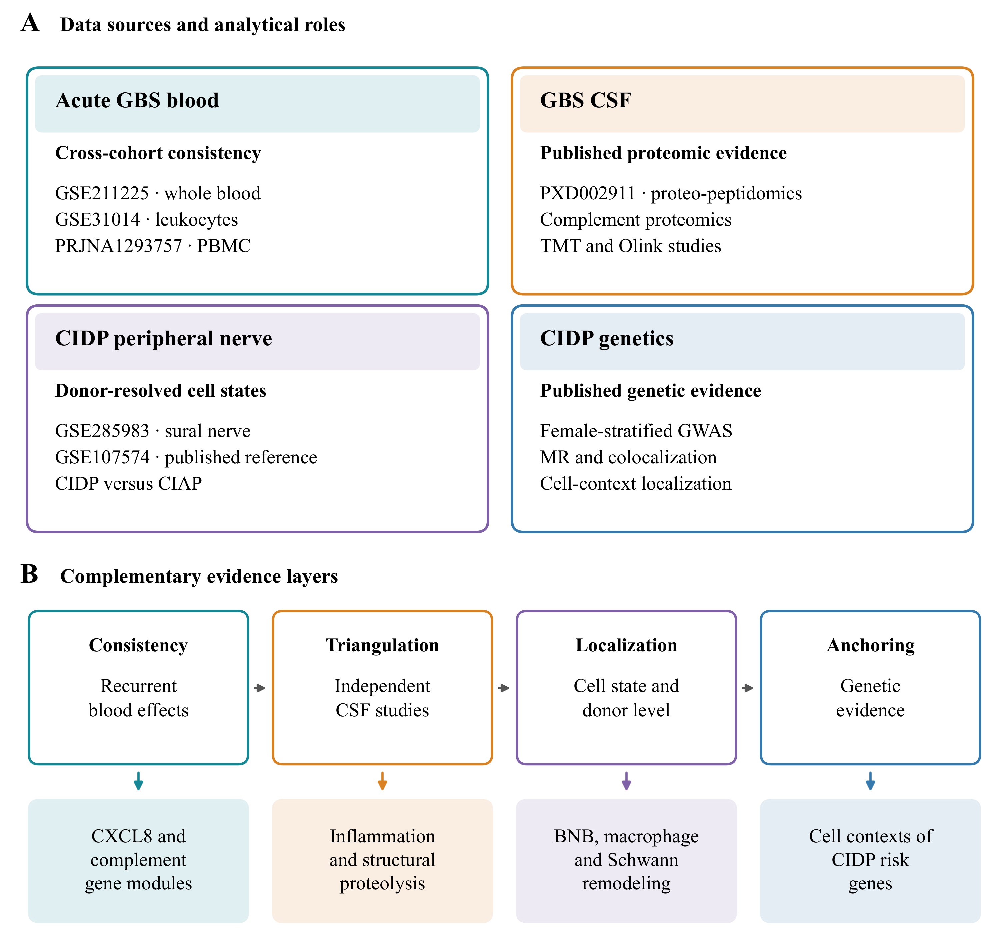 A Data sources and analytical roles
Acute GBS blood
Cross-cohort consistency
GSE211225 · whole blood
GSE31014 · leukocytes
PRJNA1293757 · PBMC
GBS CSF
Published proteomic evidence
PXD002911 · proteo-peptidomics
Complement proteomics
TMT and Olink studies
CIDP peripheral nerve
Donor-resolved cell states
GSE285983 · sural nerve
GSE107574 · published reference
CIDP versus CIAP
CIDP genetics
Published genetic evidence
Female-stratified GWAS
MR and colocalization
Cell-context localization
B Complementary evidence layers
Consistency
Recurrent
blood effects
Triangulation
Independent
CSF studies
Localization
Cell state and
donor level
Anchoring
Genetic
evidence
CXCL8 and
complement
gene modules
Inflammation
and structural
proteolysis
BNB, macrophage
and Schwann
remodeling
Cell contexts of
CIDP risk
genes